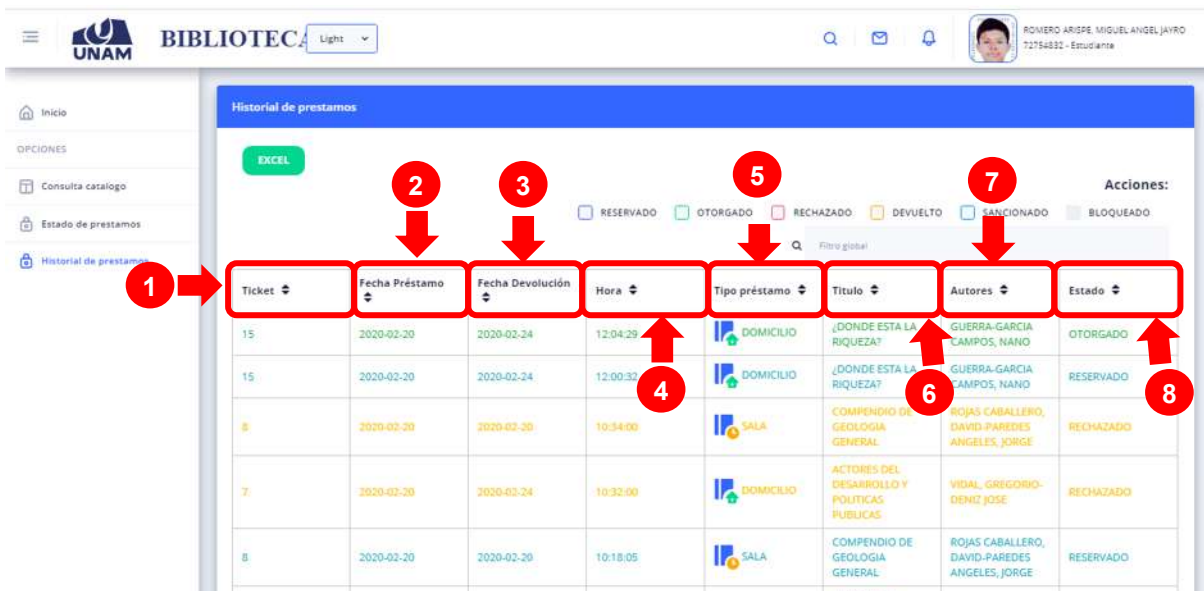 UNAM
BIBLIOTECA
Light
ROMERO ARISPE, MIGUEL ANGEL JAYRO
72754832 - Estudiante
Inicio
OPCIONES
Consulta catalogo
Estado de prestamos
Historial de prestamos
Historial de prestamos
EXCEL
Acciones:
RESERVADO OTORGADO RECHAZADO DEVUELTO SANCIONADO BLOQUEADO
Filtro global
1
2
3
5
7
Ticket Fecha Préstamo Fecha Devolución Hora Tipo préstamo Titulo Autores Estado
15 2020-02-20 2020-02-24 12:04:29 DOMICILIO ¿DONDE ESTA LA RIQUEZA? GUERRA-GARCIA CAMPOS, NANO OTORGADO
15 2020-02-20 2020-02-24 12:00:32 DOMICILIO ¿DONDE ESTA LA RIQUEZA? GUERRA-GARCIA CAMPOS, NANO RESERVADO
4
6
8
8 2020-02-20 2020-02-20 10:34:00 SALA COMPENDIO DE GEOLOGIA GENERAL ROJAS CABALLERO, DAVID-PAREDES ANGELES, JORGE RECHAZADO
7 2020-02-20 2020-02-24 10:32:00 DOMICILIO ACTORES DEL DESARROLLO Y POLITICAS PUBLICAS VIDAL, GREGORIO-DENIZ JOSE RECHAZADO
8 2020-02-20 2020-02-20 10:18:05 SALA COMPENDIO DE GEOLOGIA GENERAL ROJAS CABALLERO, DAVID-PAREDES ANGELES, JORGE RESERVADO